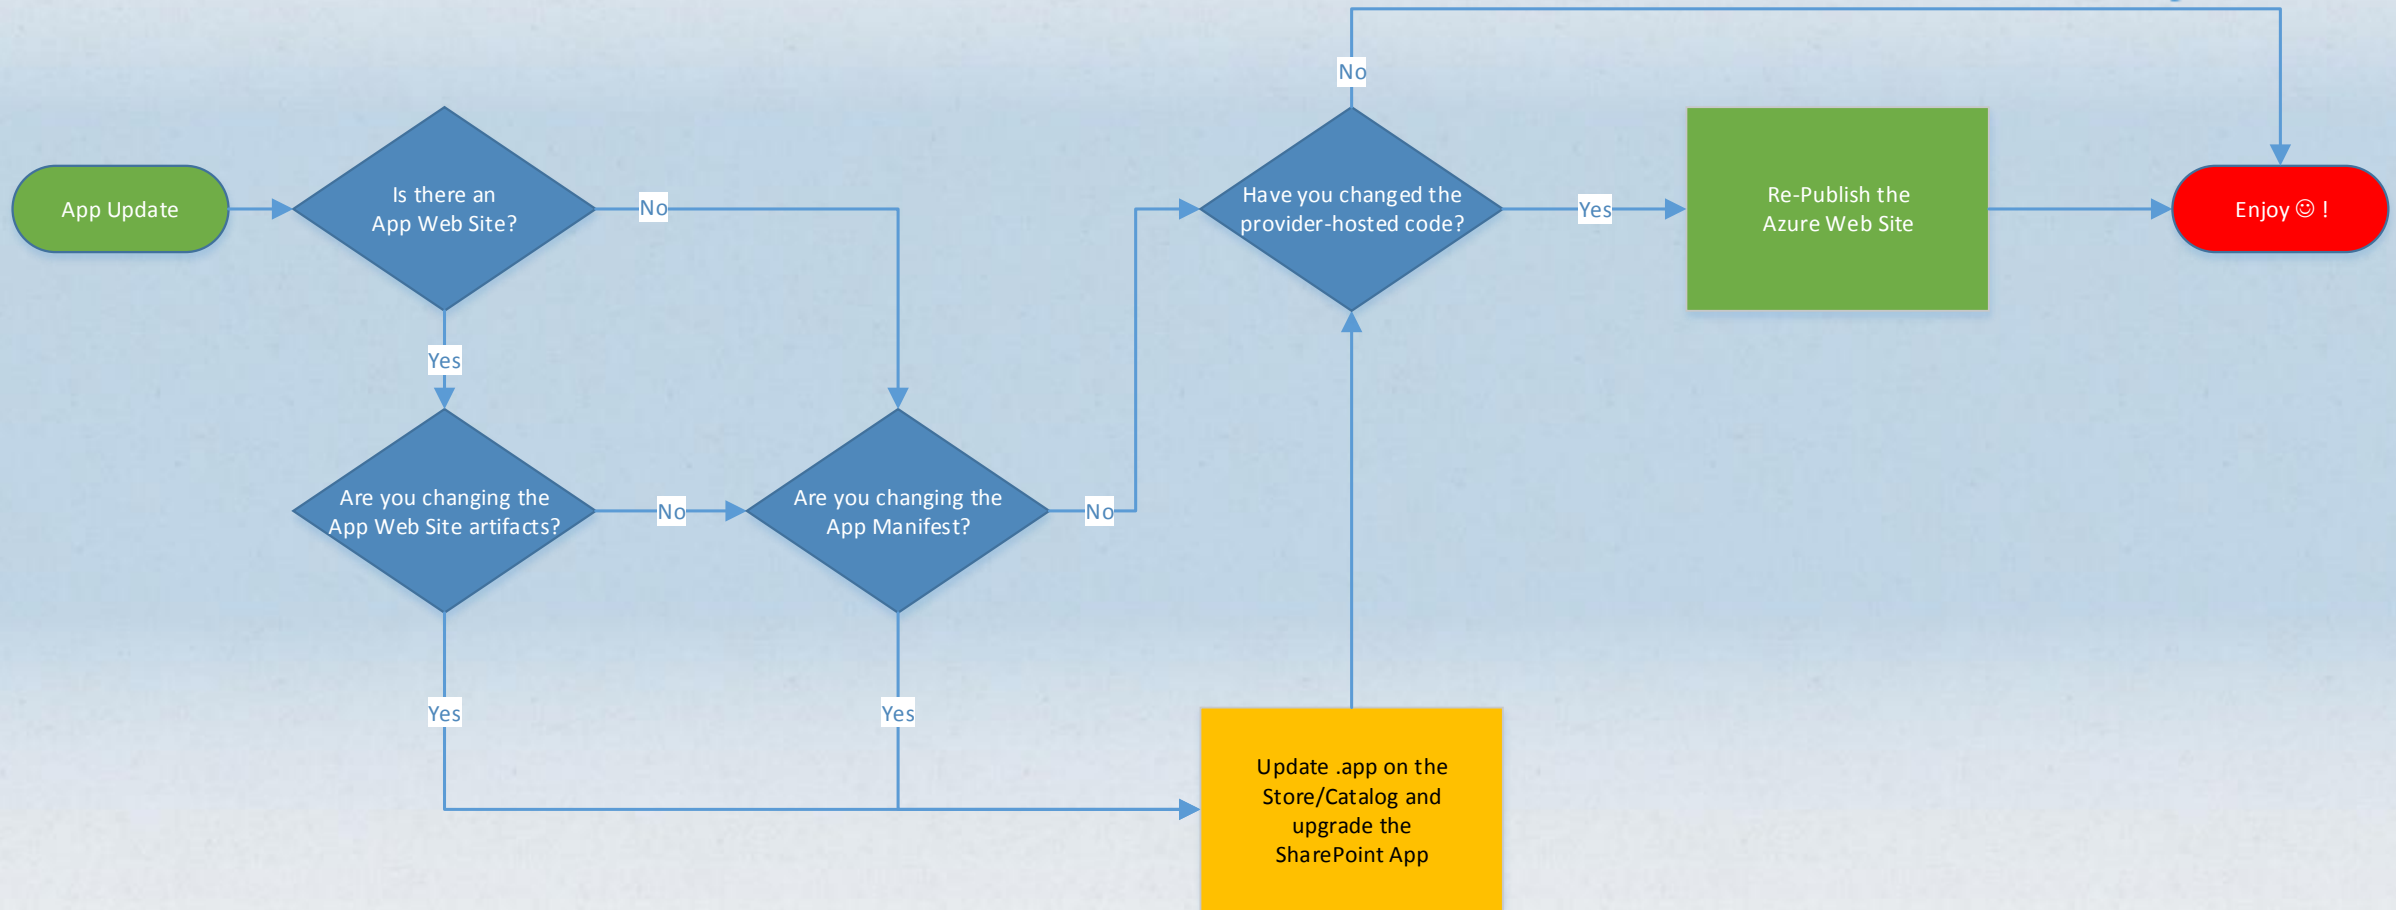 No
App Update
Is there an
App Web Site?
No
Have you changed the
provider-hosted code?
Yes
Re-Publish the
Azure Web Site
Enjoy ☺ !
Yes
Are you changing the
App Web Site artifacts?
No
Are you changing the
App Manifest?
No
Yes
Yes
Update .app on the
Store/Catalog and
upgrade the
SharePoint App